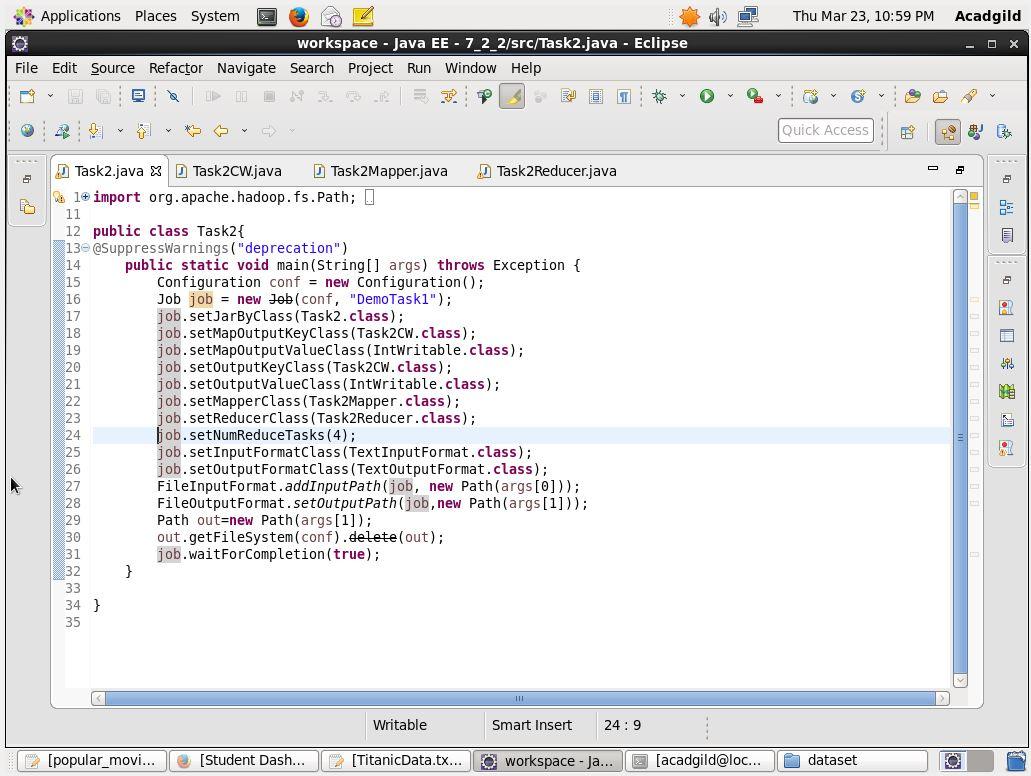 Applications Places System Thu Mar 23, 10:59 PM Acadgild
workspace - Java EE - 7_2_2/src/Task2.java - Eclipse
File Edit Source Refactor Navigate Search Project Run Window Help
Quick Access
Task2.java Task2CW.java Task2Mapper.java Task2Reducer.java
1 import org.apache.hadoop.fs.Path;
11
12 public class Task2{
13 @SuppressWarnings("deprecation")
14 public static void main(String[] args) throws Exception {
15 Configuration conf = new Configuration();
16 Job job = new Job(conf, "DemoTask1");
17 job.setJarByClass(Task2.class);
18 job.setMapOutputKeyClass(Task2CW.class);
19 job.setMapOutputValueClass(IntWritable.class);
20 job.setOutputKeyClass(Task2CW.class);
21 job.setOutputValueClass(IntWritable.class);
22 job.setMapperClass(Task2Mapper.class);
23 job.setReducerClass(Task2Reducer.class);
24 job.setNumReduceTasks(4);
25 job.setInputFormatClass(TextInputFormat.class);
26 job.setOutputFormatClass(TextOutputFormat.class);
27 FileInputFormat.addInputPath(job, new Path(args[0]));
28 FileOutputFormat.setOutputPath(job,new Path(args[1]));
29 Path out=new Path(args[1]);
30 out.getFileSystem(conf).delete(out);
31 job.waitForCompletion(true);
32 }
33
34 }
35
Writable Smart Insert 24 : 9
[popular_movi... [Student Dash... [TitanicData.tx... workspace - Ja... [acadgild@loc... dataset